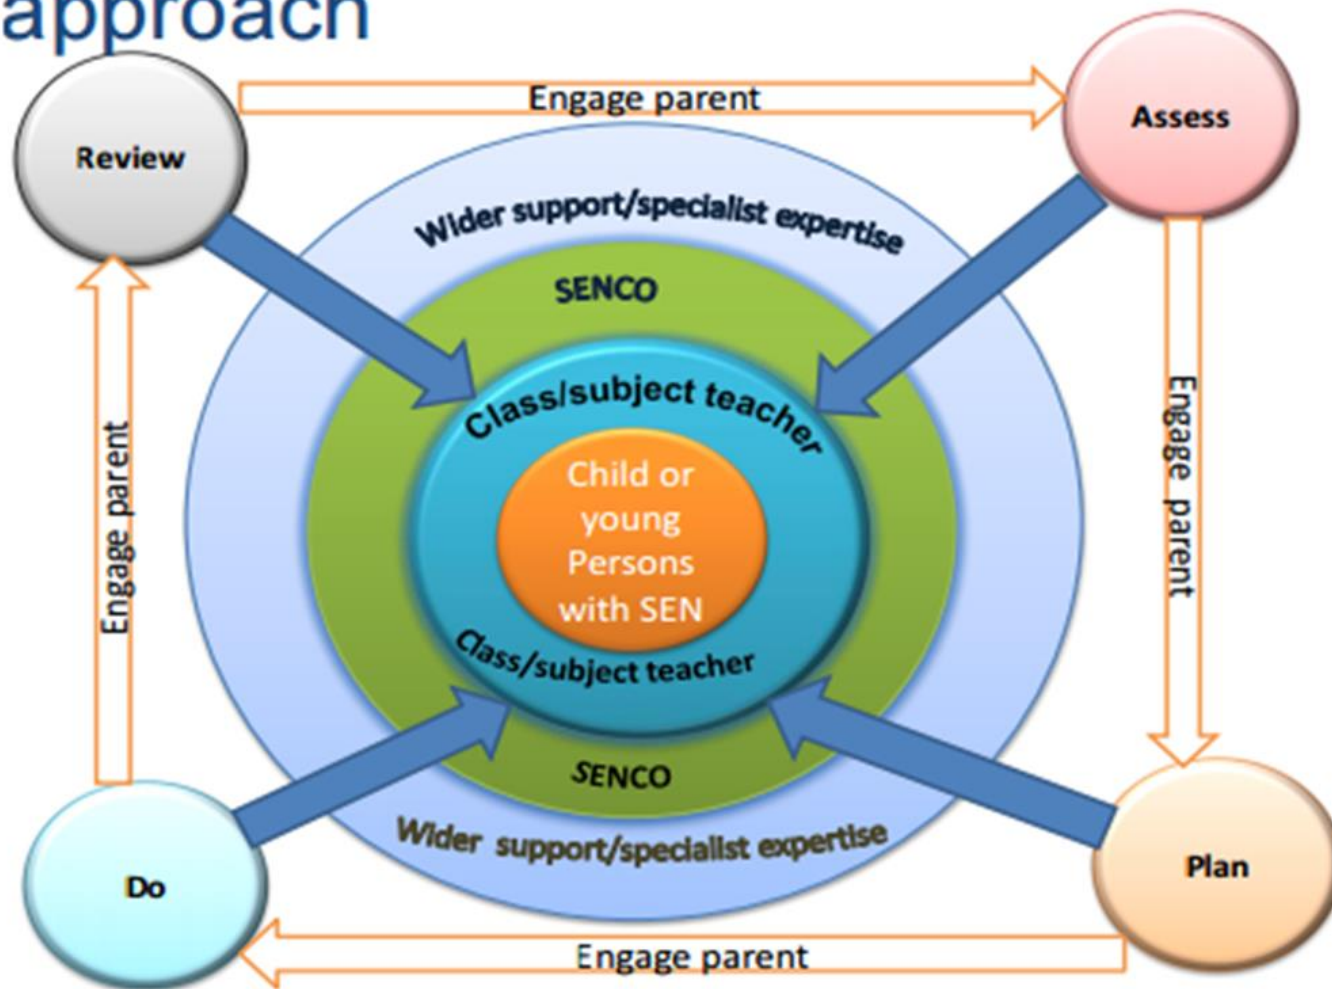 approach
Engage parent
Review
Assess
Wider support/specialist expertise
SENCO
Class/subject teacher
Child or
young
Persons
with SEN
Class/subject teacher
SENCO
Wider support/specialist expertise
Engage parent
Engage parent
Do
Plan
Engage parent